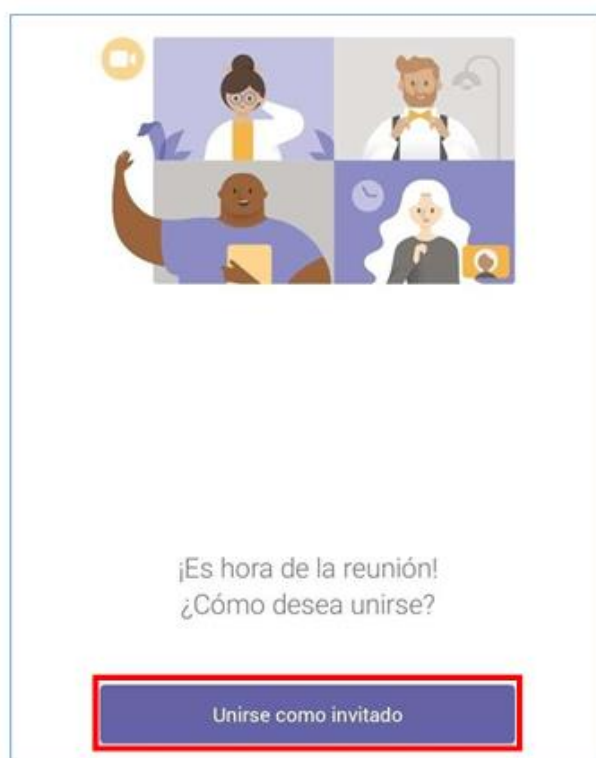 ¡Es hora de la reunión!
¿Cómo desea unirse?
Unirse como invitado